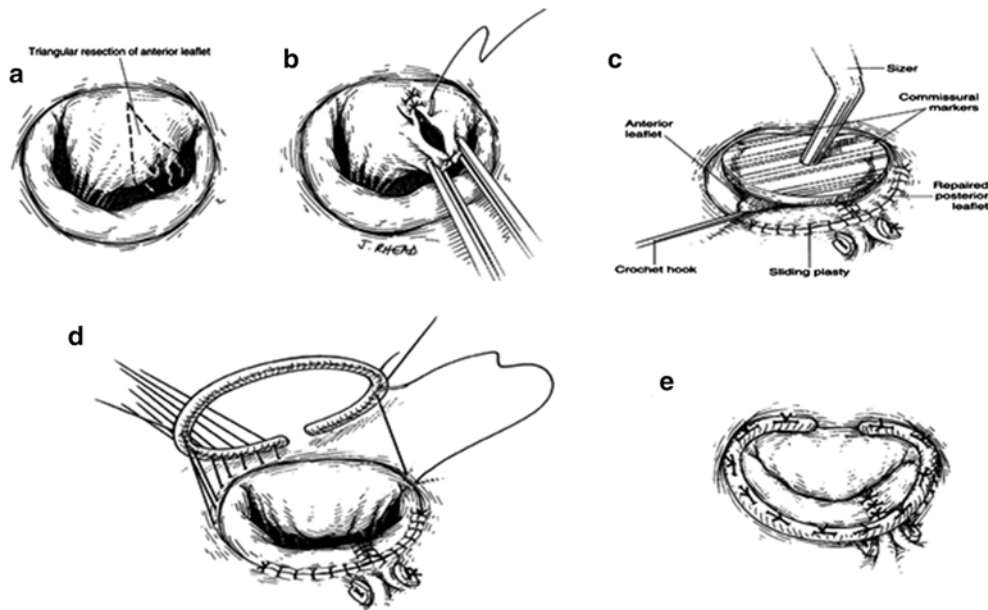 Triangular resection of anterior leaflet
a
b
J. RHEAD
c
Sizer
Commissural
markers
Anterior
leaflet
Repaired
posterior
leaflet
Crochet hook
Sliding plasty
d
e